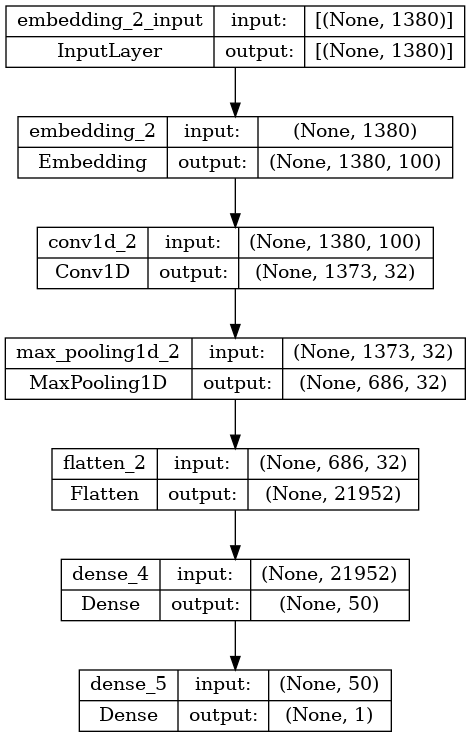 embedding_2_input input: [(None, 1380)]
InputLayer output: [(None, 1380)]
embedding_2 input: (None, 1380)
Embedding output: (None, 1380, 100)
conv1d_2 input: (None, 1380, 100)
Conv1D output: (None, 1373, 32)
max_pooling1d_2 input: (None, 1373, 32)
MaxPooling1D output: (None, 686, 32)
flatten_2 input: (None, 686, 32)
Flatten output: (None, 21952)
dense_4 input: (None, 21952)
Dense output: (None, 50)
dense_5 input: (None, 50)
Dense output: (None, 1)